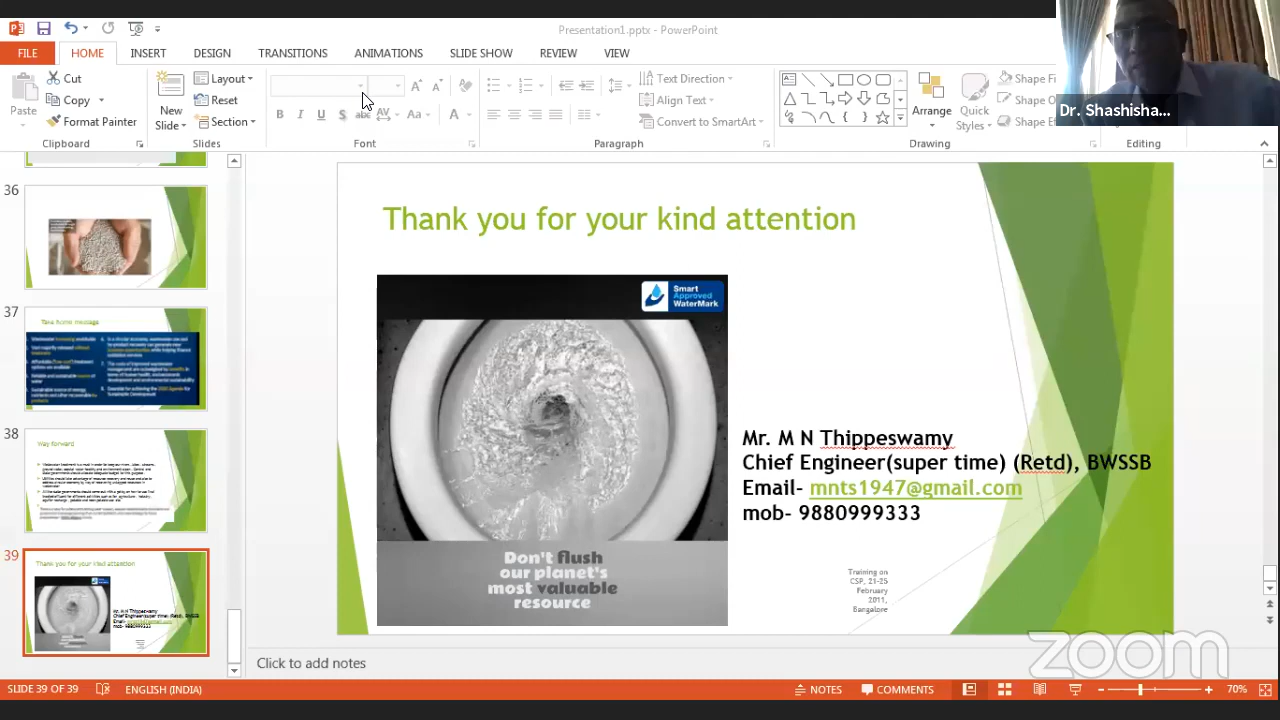 Presentation1.pptx - PowerPoint
FILE
HOME
INSERT
DESIGN
TRANSITIONS
ANIMATIONS
SLIDE SHOW
REVIEW
VIEW
Dr. Shashisha...
Paste
Cut
Copy
Format Painter
Clipboard
New
Slide
Layout
Reset
Section
Slides
Font
Text Direction
Align Text
Convert to SmartArt
Paragraph
Arrange
Quick
Styles
Shape Fi
Shape O
Shape Ef
Drawing
Editing
36
37
Take home message
38
Way forward
39
Thank you for your kind attention
Thank you for your kind attention
Smart
Approved
WaterMark
Don't flush
our planet's
most valuable
resource
Mr. M N Thippeswamy
Chief Engineer(super time) (Retd), BWSSB
Email- mnts1947@gmail.com
mob- 9880999333
Training on
CSP, 21-25
February
2011,
Bangalore
zoom
Click to add notes
SLIDE 39 OF 39
ENGLISH (INDIA)
NOTES
COMMENTS
70%